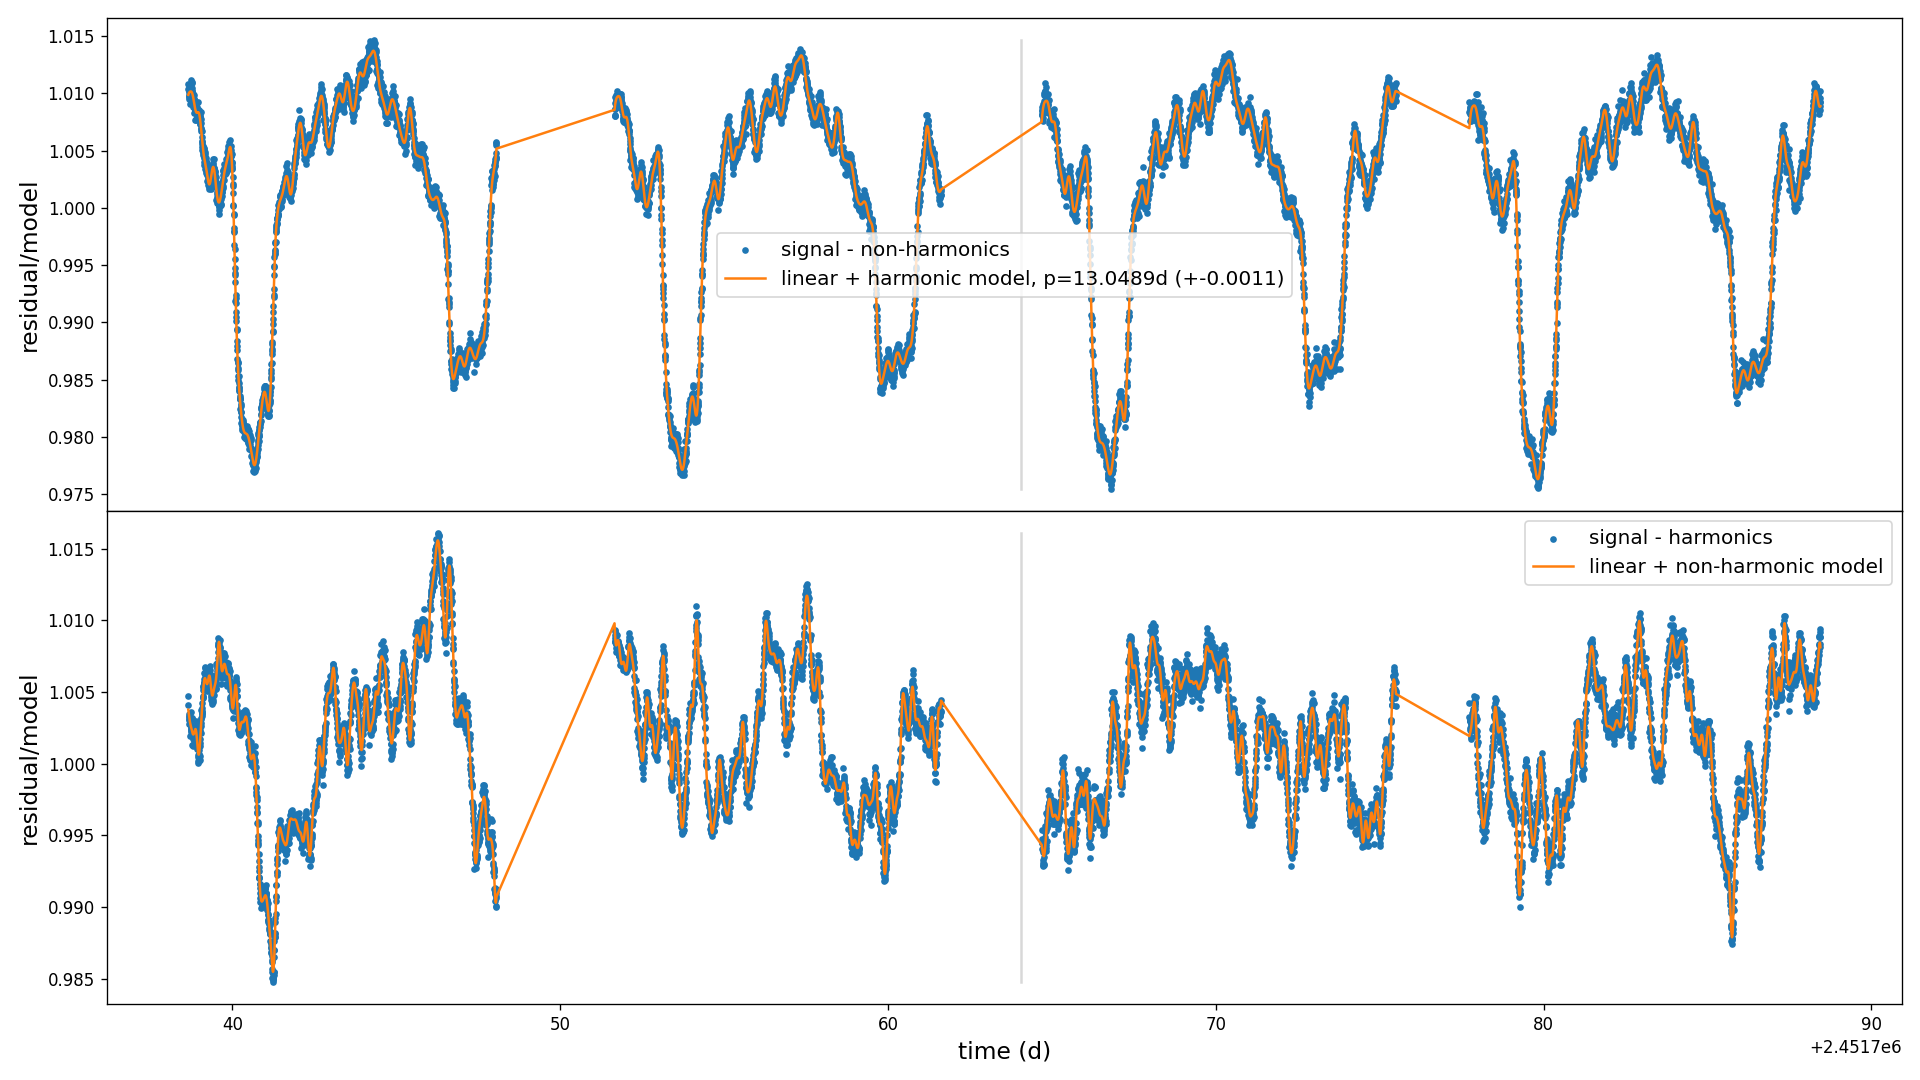 1.015
1.010
1.005
1.000
0.995
0.990
0.985
0.980
0.975
residual/model
signal - non-harmonics
linear + harmonic model, p=13.0489d (+-0.0011)
1.015
1.010
1.005
1.000
0.995
0.990
0.985
residual/model
signal - harmonics
linear + non-harmonic model
40
50
60
70
80
90
time (d)
+2.4517e6